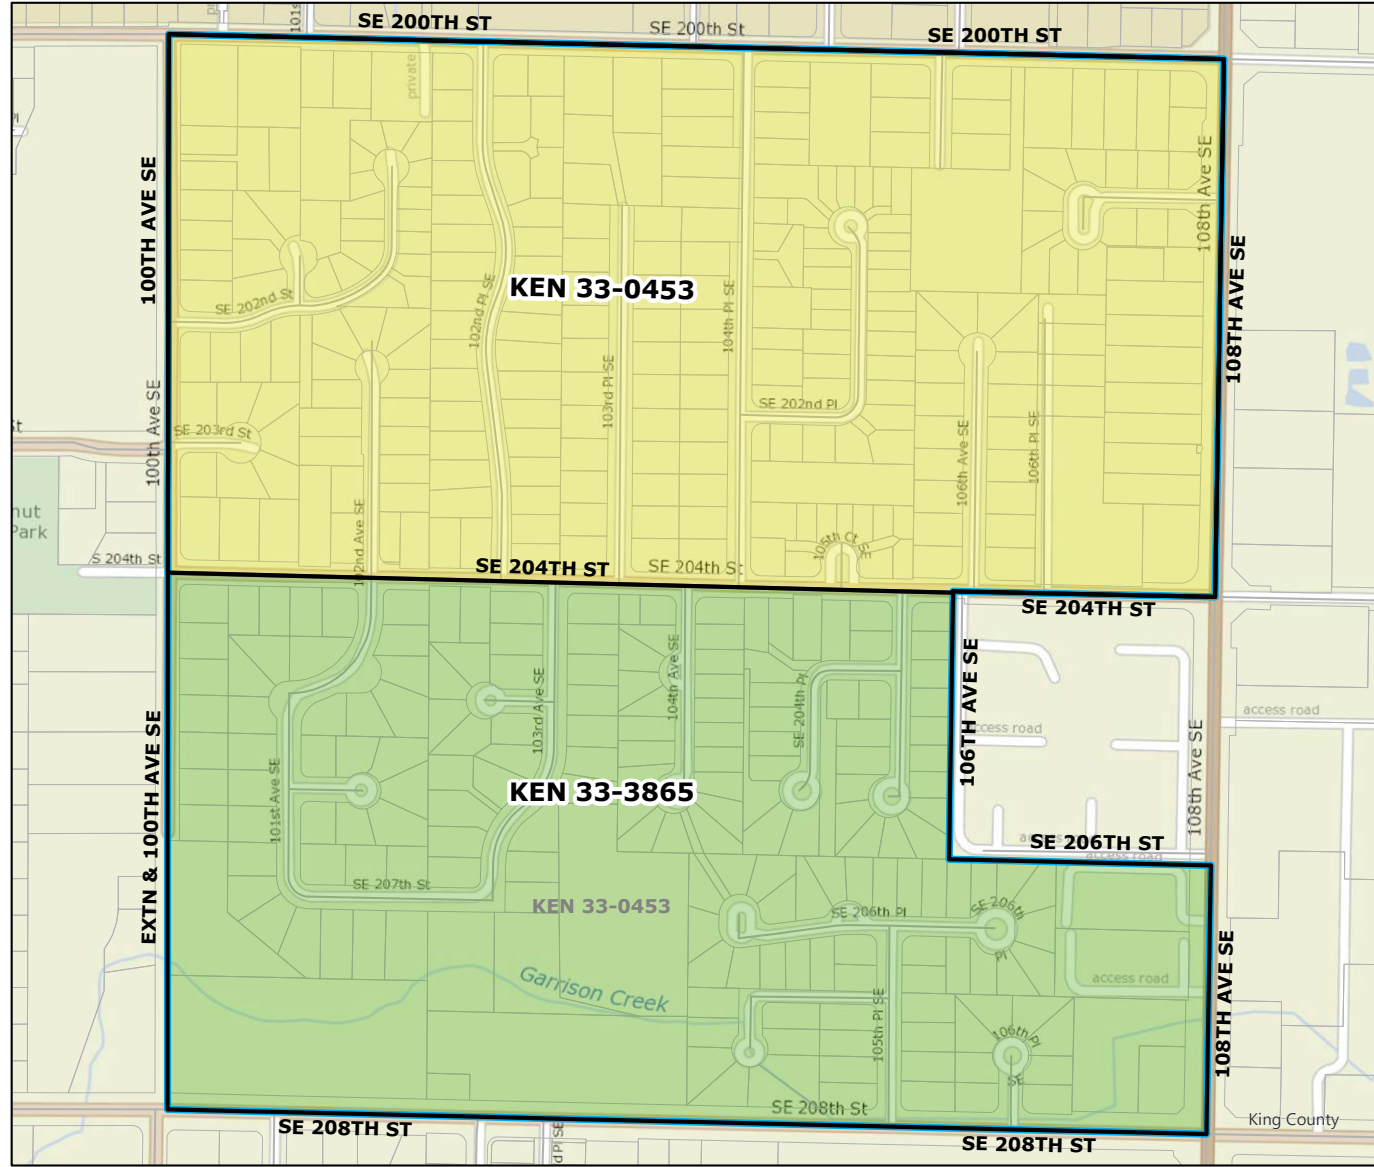 SE 200TH ST
SE 200th St
SE 200TH ST
private
100TH AVE SE
108th Ave SE
108TH AVE SE
KEN 33-0453
SE 202nd St
102nd Pl SE
104th Pl SE
103rd Pl SE
SE 202nd Pl
100th Ave SE
SE 203rd St
106th Ave SE
106th Pl SE
Park
S 204th St
102nd Ave SE
SE 204TH ST
SE 204th St
105th Ct SE
SE 204TH ST
106TH AVE SE
103rd Ave SE
104th Ave SE
SE 204th Pl
access road
access road
108th Ave SE
EXTN & 100TH AVE SE
101st Ave SE
KEN 33-3865
SE 206TH ST
access road
SE 207th St
KEN 33-0453
SE 206th Pl
SE 206th Pl
Garrison Creek
access road
105th Pl SE
106th Pl SE
108TH AVE SE
SE 208th St
SE 208TH ST
SE 208TH ST
King County